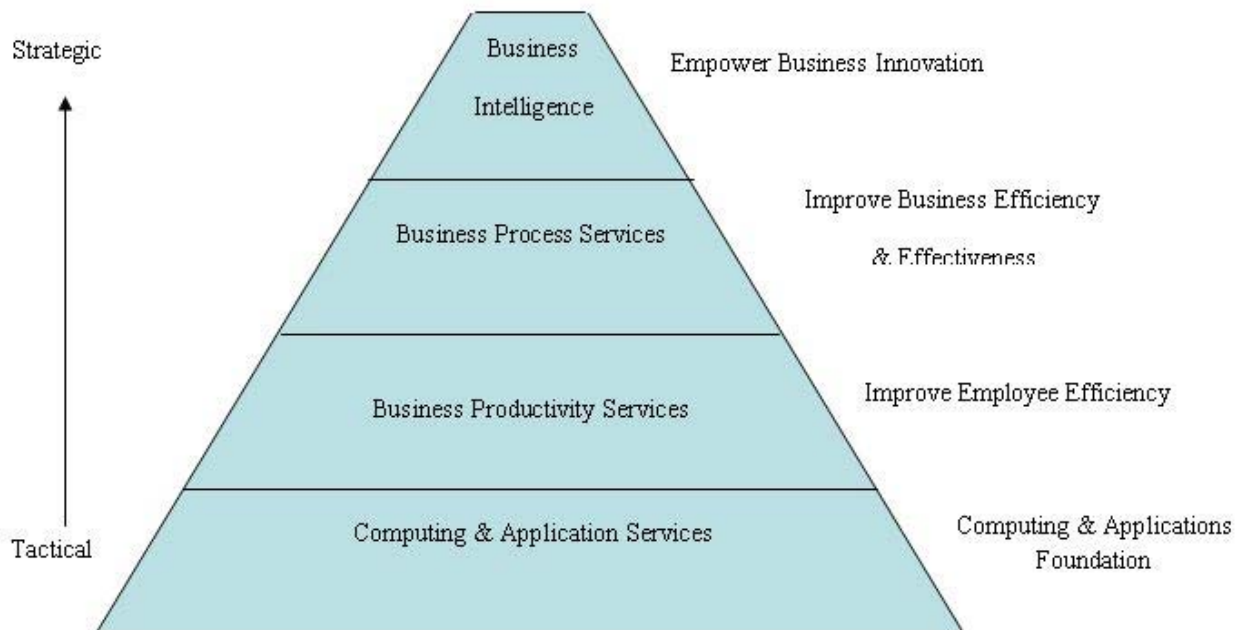 Strategic
Business
Intelligence
Empower Business Innovation
Business Process Services
Improve Business Efficiency
& Effectiveness
Business Productivity Services
Improve Employee Efficiency
Tactical
Computing & Application Services
Computing & Applications
Foundation